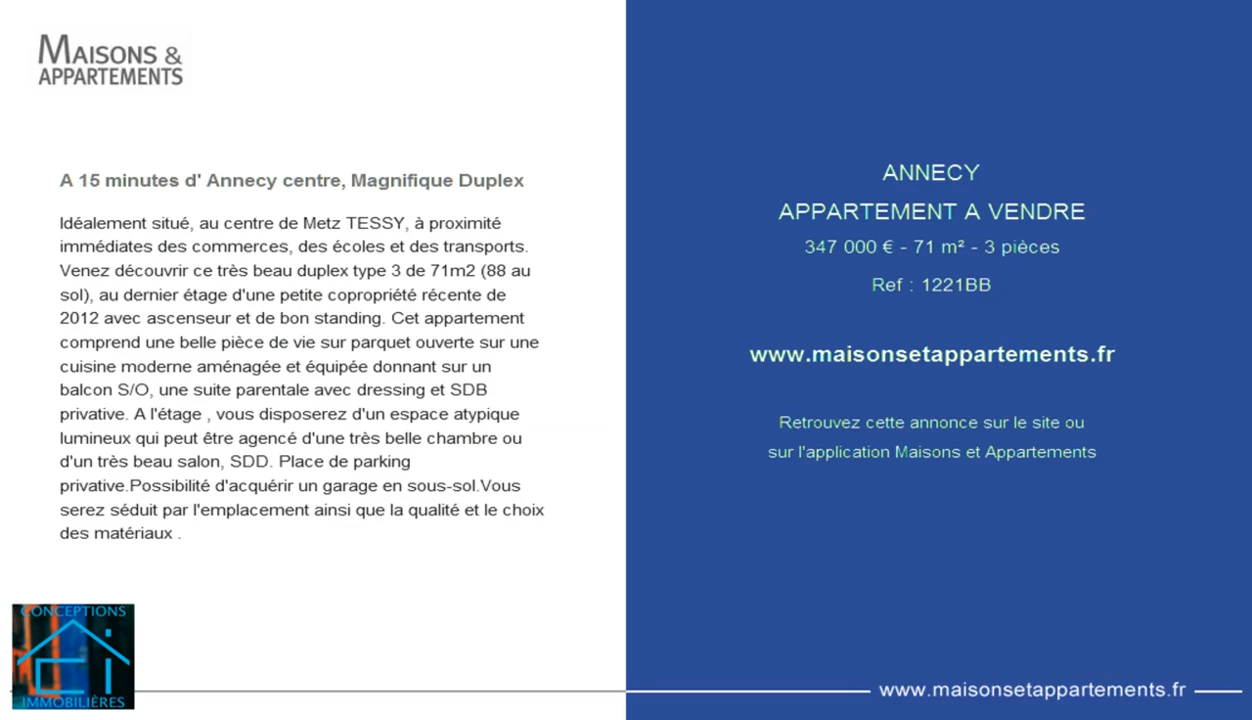 MAISONS &
APPARTEMENTS
A 15 minutes d' Annecy centre, Magnifique Duplex
Idéalement situé, au centre de Metz TESSY, à proximité
immédiates des commerces, des écoles et des transports.
Venez découvrir ce très beau duplex type 3 de 71m2 (88 au
sol), au dernier étage d'une petite copropriété récente de
2012 avec ascenseur et de bon standing. Cet appartement
comprend une belle pièce de vie sur parquet ouverte sur une
cuisine moderne aménagée et équipée donnant sur un
balcon S/O, une suite parentale avec dressing et SDB
privative. A l'étage , vous disposerez d'un espace atypique
lumineux qui peut être agencé d'une très belle chambre ou
d'un très beau salon, SDD. Place de parking
privative.Possibilité d'acquérir un garage en sous-sol.Vous
serez séduit par l'emplacement ainsi que la qualité et le choix
des matériaux .
CONCEPTIONS
Ci
IMMOBILIÈRES
ANNECY
APPARTEMENT A VENDRE
347 000 € - 71 m² - 3 pièces
Ref : 1221BB
www.maisonsetappartements.fr
Retrouvez cette annonce sur le site ou
sur l'application Maisons et Appartements
www.maisonsetappartements.fr